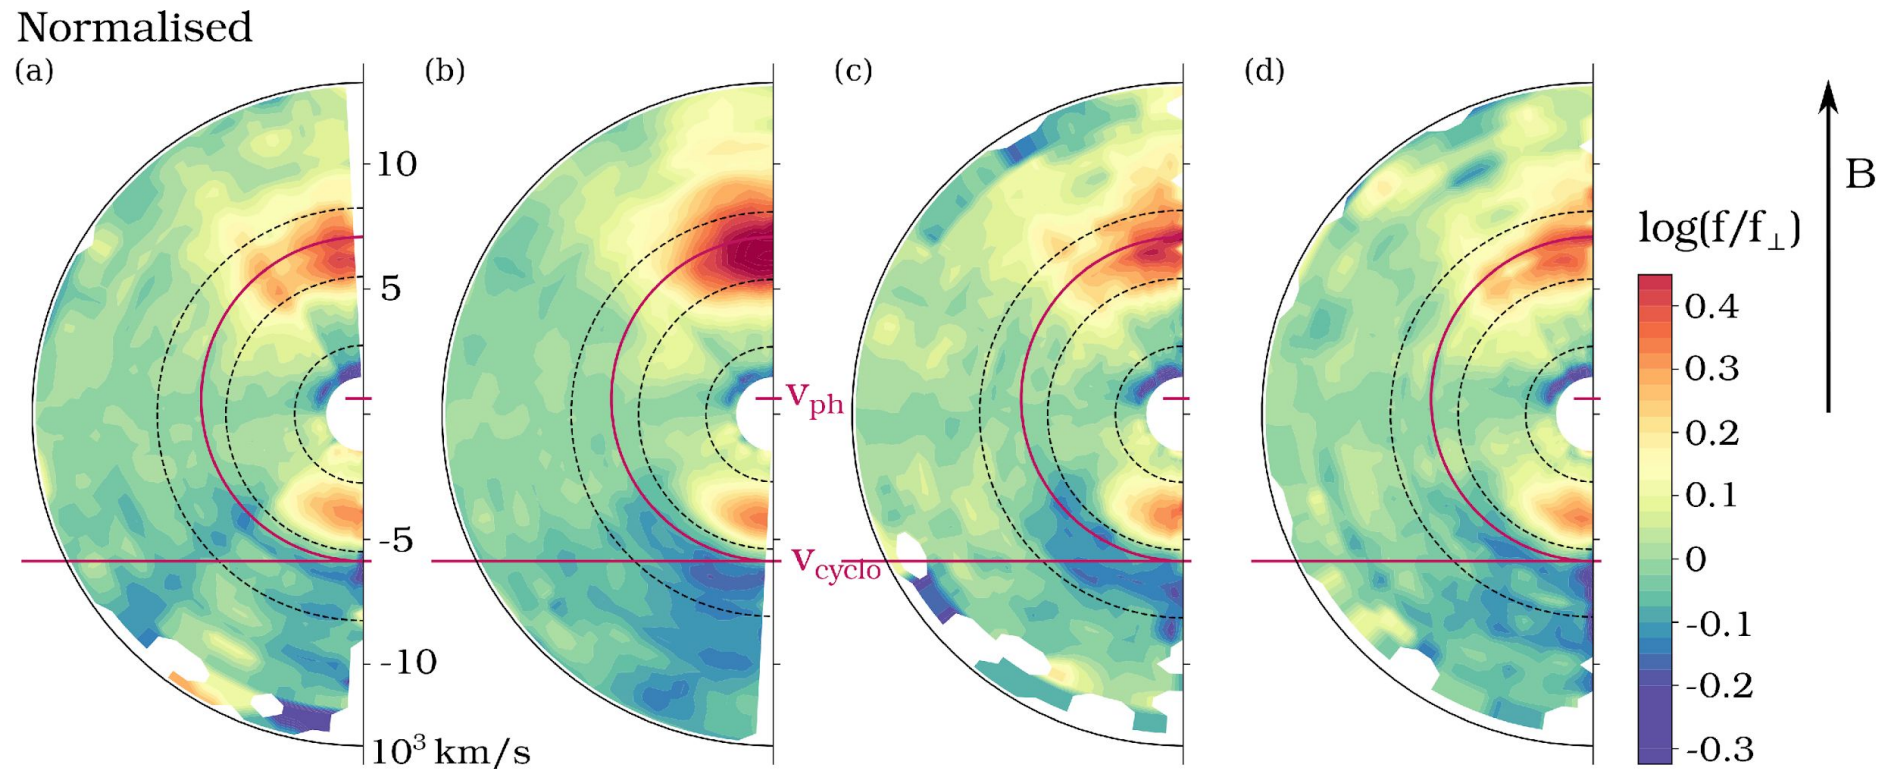 Normalised
(a)
(b)
(c)
(d)
10
5
-5
-10
10³ km/s
v_ph
v_cyclo
B
log(f/f_⊥)
0.4
0.3
0.2
0.1
0
-0.1
-0.2
-0.3